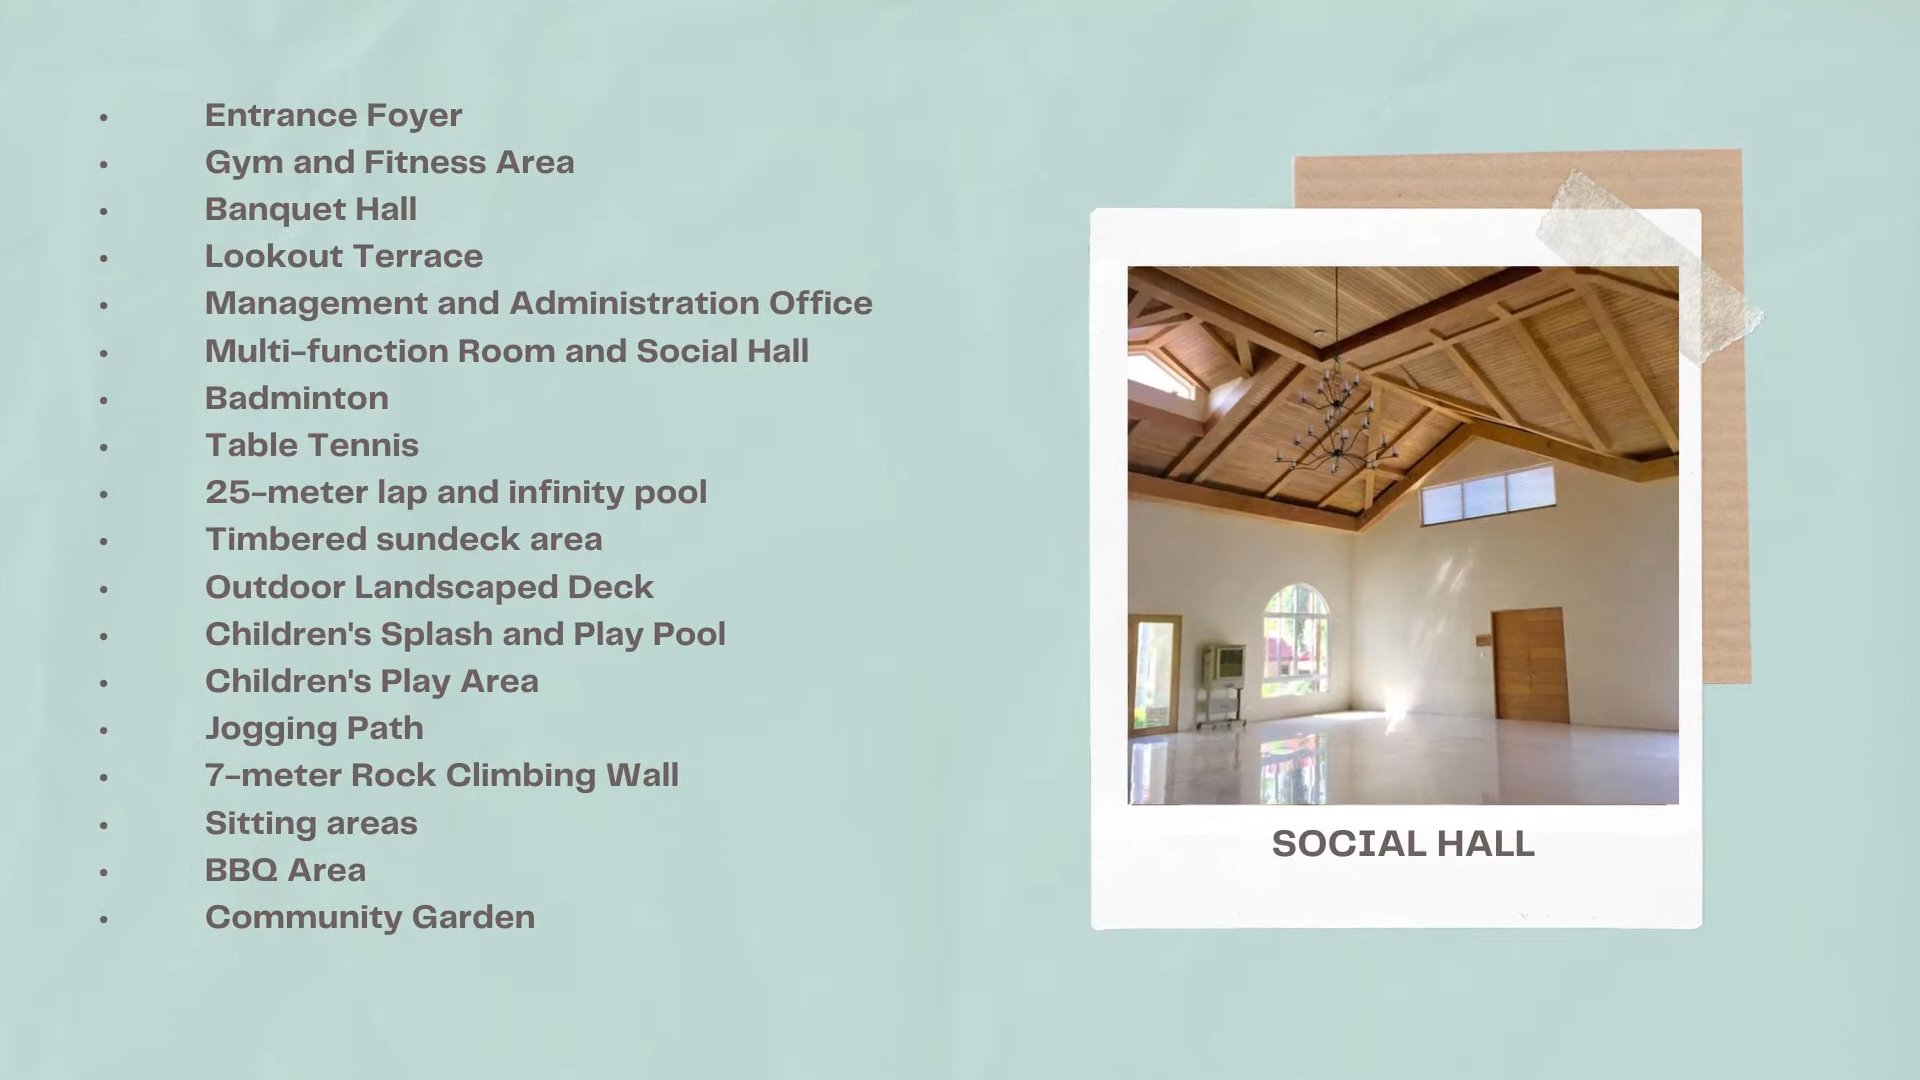 • Entrance Foyer
• Gym and Fitness Area
• Banquet Hall
• Lookout Terrace
• Management and Administration Office
• Multi-function Room and Social Hall
• Badminton
• Table Tennis
• 25-meter lap and infinity pool
• Timbered sundeck area
• Outdoor Landscaped Deck
• Children's Splash and Play Pool
• Children's Play Area
• Jogging Path
• 7-meter Rock Climbing Wall
• Sitting areas
• BBQ Area
• Community Garden
SOCIAL HALL